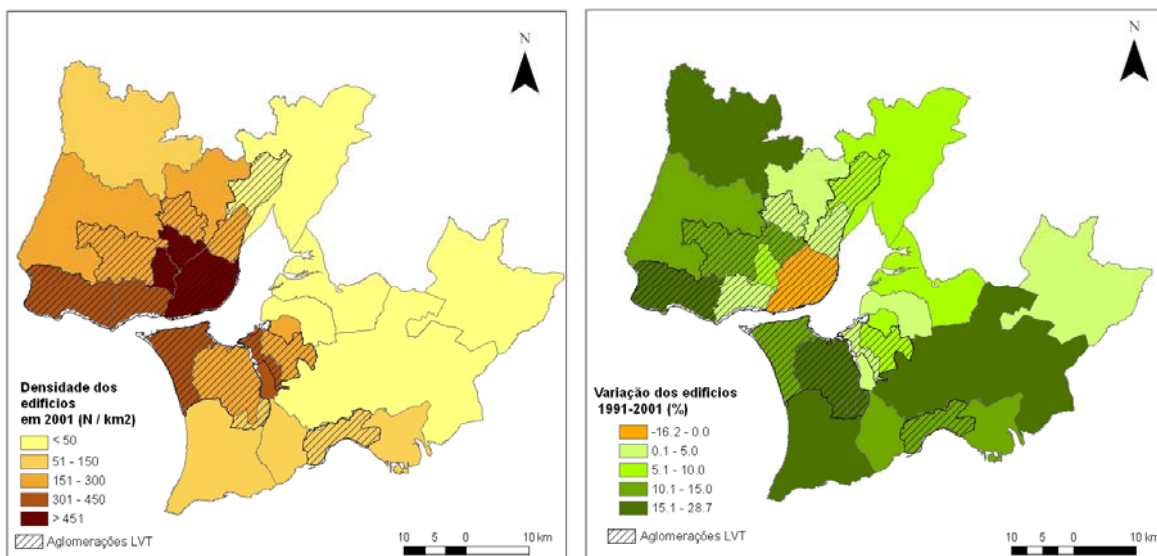 N
Densidade dos
edificios
em 2001 (N / km2)
< 50
51 - 150
151 - 300
301 - 450
> 451
Aglomerações LVT
10 5 0 10 km
N
Variação dos edificios
1991-2001 (%)
-16.2 - 0.0
0.1 - 5.0
5.1 - 10.0
10.1 - 15.0
15.1 - 28.7
Aglomerações LVT
10 5 0 10 km